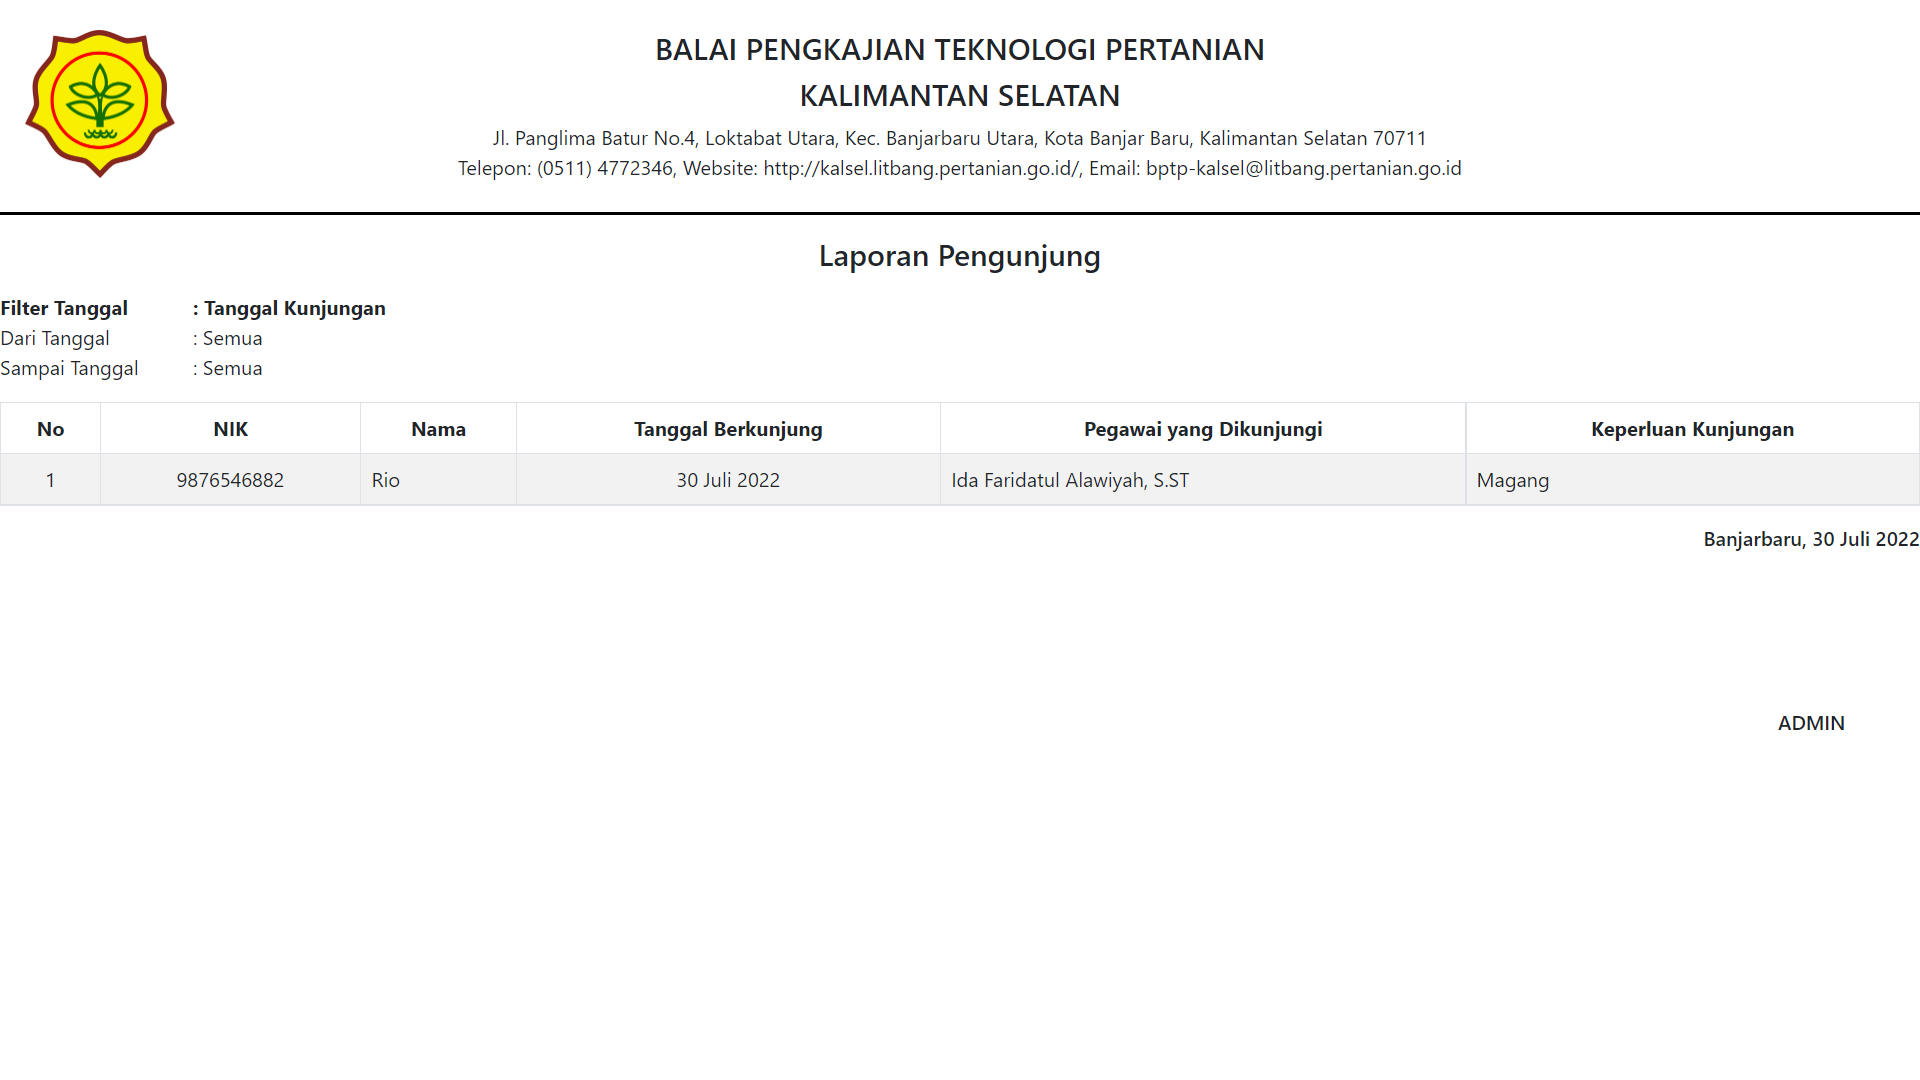 BALAI PENGKAJIAN TEKNOLOGI PERTANIAN
KALIMANTAN SELATAN
Jl. Panglima Batur No.4, Loktabat Utara, Kec. Banjarbaru Utara, Kota Banjar Baru, Kalimantan Selatan 70711
Telepon: (0511) 4772346, Website: http://kalsel.litbang.pertanian.go.id/, Email: bptp-kalsel@litbang.pertanian.go.id
Laporan Pengunjung
Filter Tanggal : Tanggal Kunjungan
Dari Tanggal : Semua
Sampai Tanggal : Semua
No NIK Nama Tanggal Berkunjung Pegawai yang Dikunjungi Keperluan Kunjungan
1 9876546882 Rio 30 Juli 2022 Ida Faridatul Alawiyah, S.ST Magang
Banjarbaru, 30 Juli 2022
ADMIN